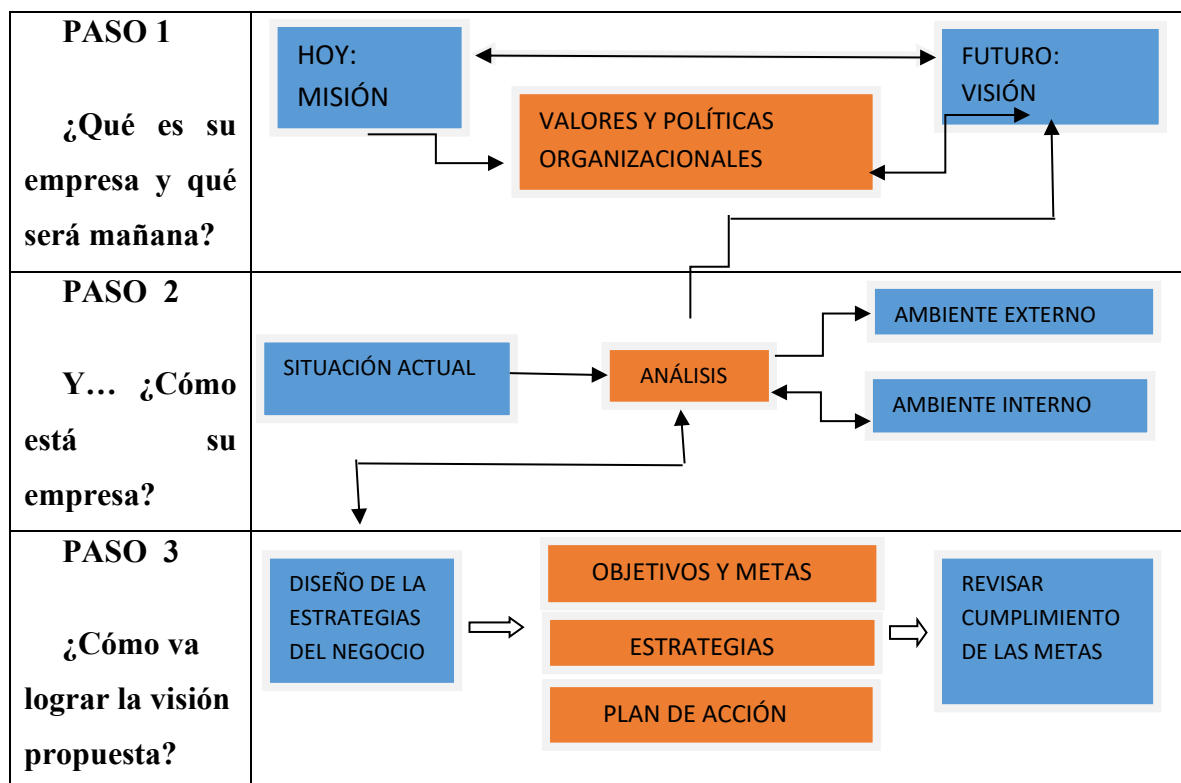 PASO 1
¿Qué es su
empresa y qué
será mañana?
HOY:
MISIÓN
FUTURO:
VISIÓN
VALORES Y POLÍTICAS
ORGANIZACIONALES
PASO 2
Y... ¿Cómo
está su
empresa?
SITUACIÓN ACTUAL
ANÁLISIS
AMBIENTE EXTERNO
AMBIENTE INTERNO
PASO 3
¿Cómo va
lograr la visión
propuesta?
DISEÑO DE LA
ESTRATEGIAS
DEL NEGOCIO
OBJETIVOS Y METAS
ESTRATEGIAS
PLAN DE ACCIÓN
REVISAR
CUMPLIMIENTO
DE LAS METAS